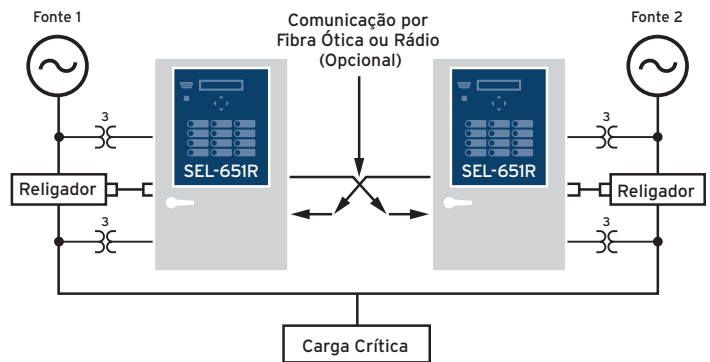 Fonte 1
Comunicação por
Fibra Ótica ou Rádio
(Opcional)
Fonte 2
3
3
SEL-651R
SEL-651R
Religador
Religador
3
3
Carga Crítica